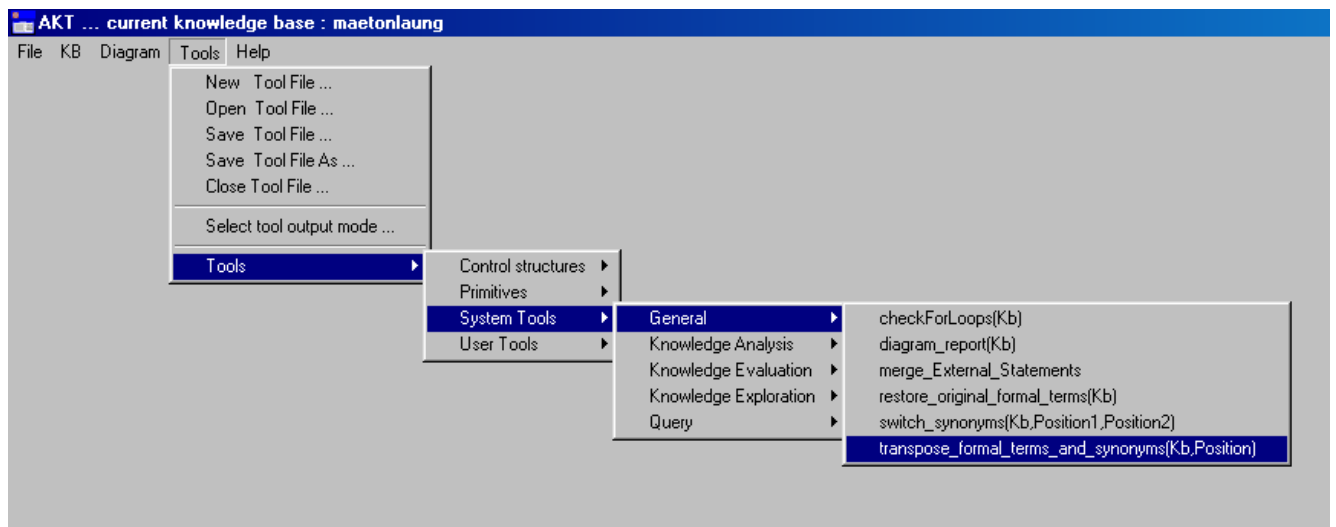 AKT ... current knowledge base : maetonlaung
File KB Diagram Tools Help
New Tool File ...
Open Tool File ...
Save Tool File ...
Save Tool File As ...
Close Tool File ...
Select tool output mode ...
Tools
Control structures
Primitives
System Tools
User Tools
General
Knowledge Analysis
Knowledge Evaluation
Knowledge Exploration
Query
checkForLoops(Kb)
diagram_report(Kb)
merge_External_Statements
restore_original_formal_terms(Kb)
switch_synonyms(Kb,Position1,Position2)
transpose_formal_terms_and_synonyms(Kb,Position)